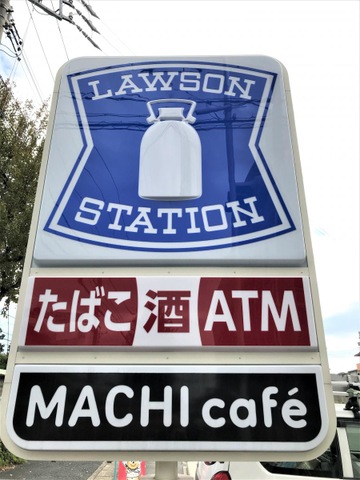 LAWSON
STATION
たばこ 酒 ATM
MACHI café